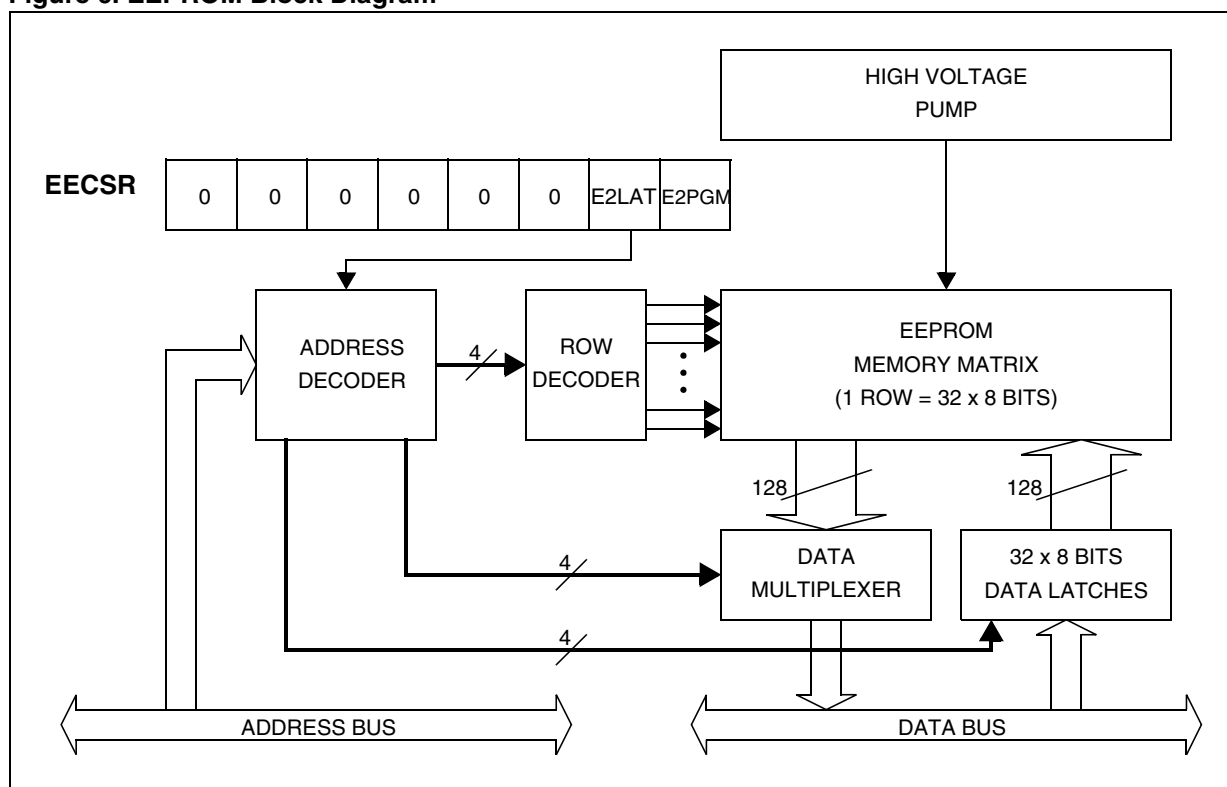 HIGH VOLTAGE
PUMP
EECSR
0 0 0 0 0 0 E2LAT E2PGM
ADDRESS
DECODER
4
ROW
DECODER
EEPROM
MEMORY MATRIX
(1 ROW = 32 x 8 BITS)
128
128
4
DATA
MULTIPLEXER
32 x 8 BITS
DATA LATCHES
4
ADDRESS BUS
DATA BUS